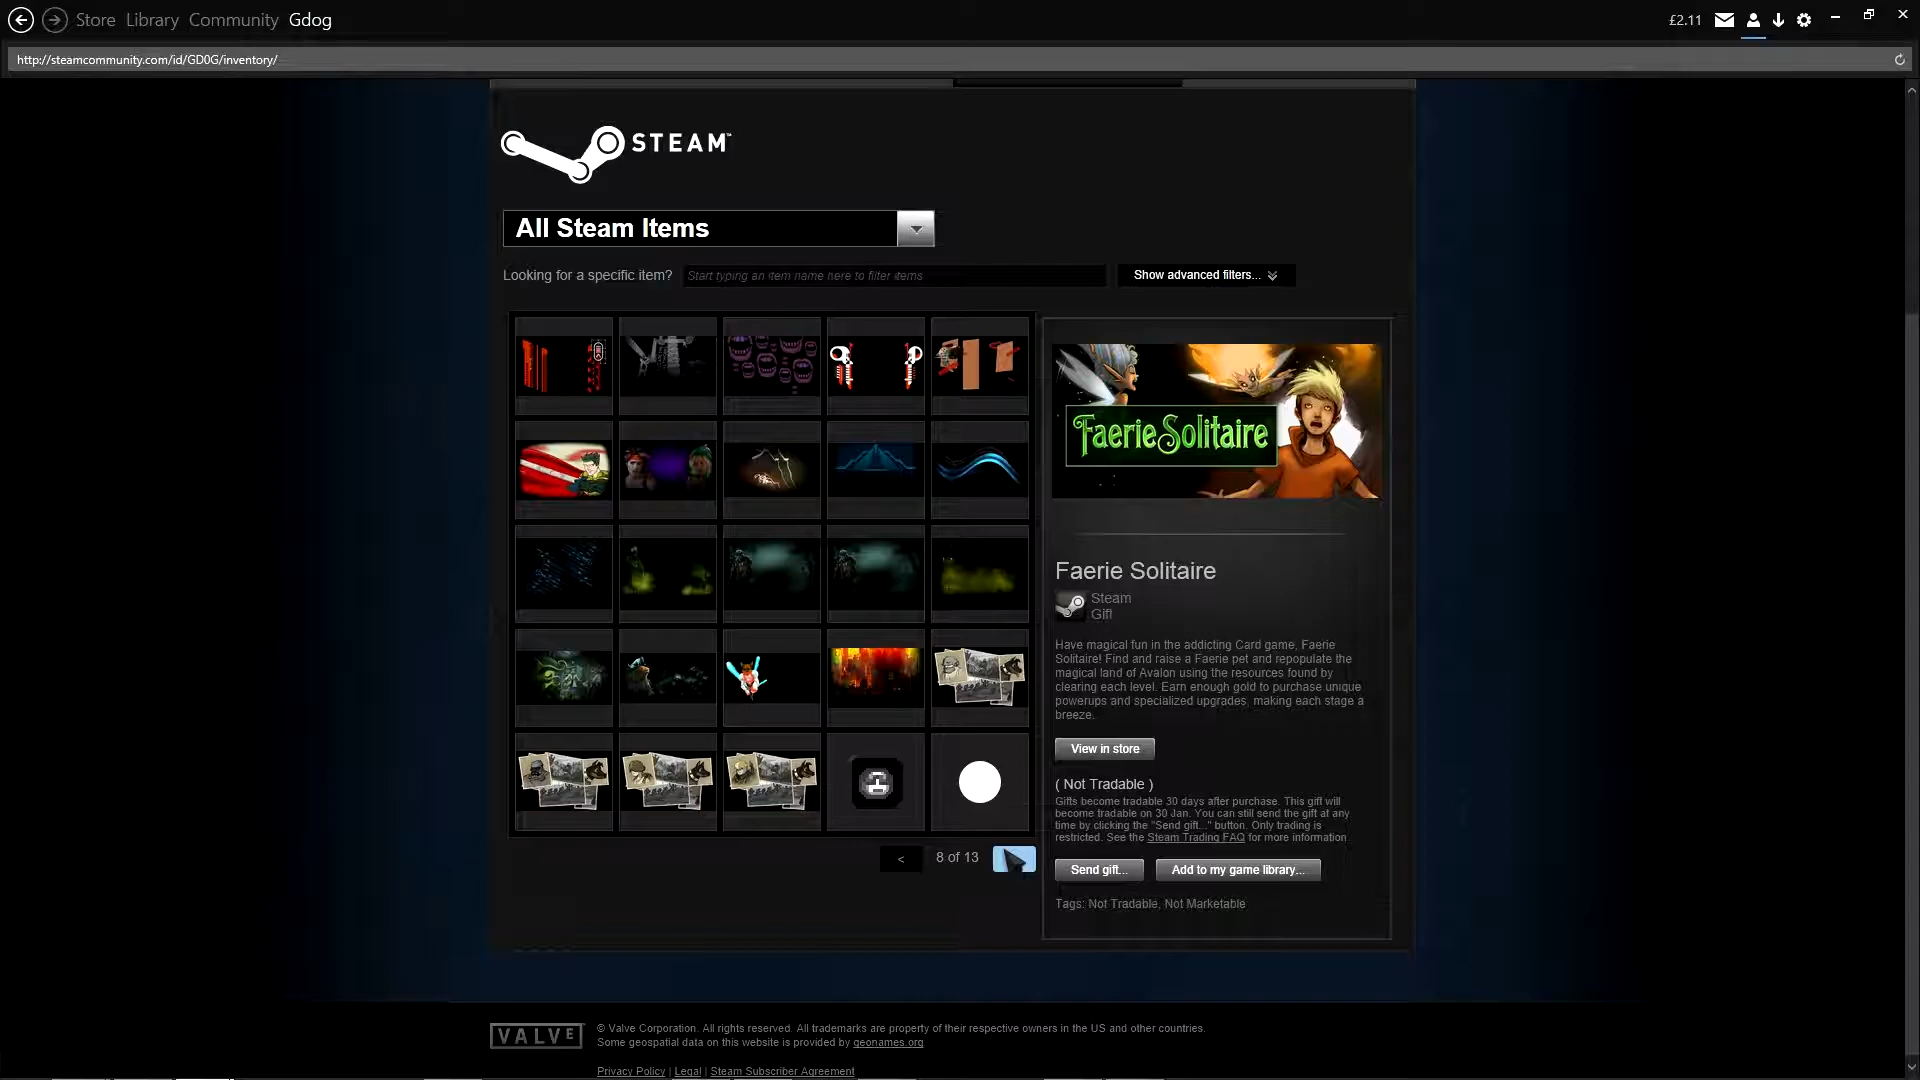 Store Library Community Gdog
£2.11
http://steamcommunity.com/id/GD0G/inventory/
STEAM™
All Steam Items
Looking for a specific item?
Start typing an item name here to filter items
Show advanced filters...
Faerie Solitaire
Faerie Solitaire
Steam
Gift
Have magical fun in the addicting Card game, Faerie
Solitaire! Find and raise a Faerie pet and repopulate the
magical land of Avalon using the resources found by
clearing each level. Earn enough gold to purchase unique
powerups and specialized upgrades, making each stage a
breeze.
View in store
( Not Tradable )
Gifts become tradable 30 days after purchase. This gift will
become tradable on 30 Jan. You can still send the gift at any
time by clicking the "Send gift..." button. Only trading is
restricted. See the Steam Trading FAQ for more information
< 8 of 13
Send gift... Add to my game library...
Tags: Not Tradable, Not Marketable
VALVE
© Valve Corporation. All rights reserved. All trademarks are property of their respective owners in the US and other countries.
Some geospatial data on this website is provided by geonames.org
Privacy Policy | Legal | Steam Subscriber Agreement